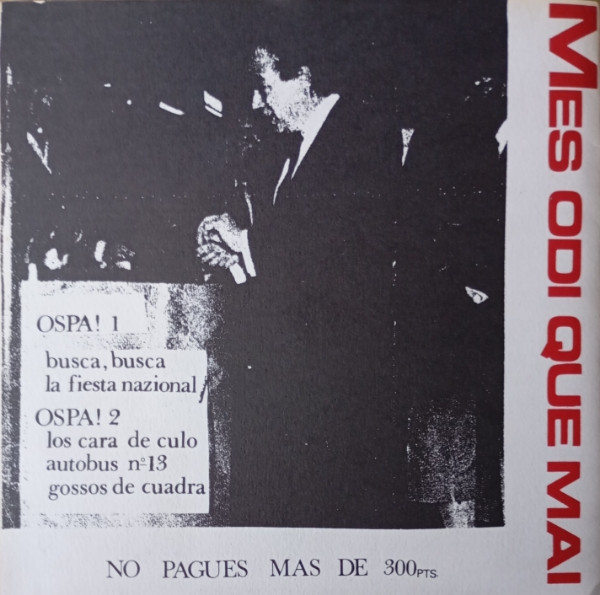 MES ODI QUE MAI
OSPA! 1
busca, busca
la fiesta nazional
OSPA! 2
los cara de culo
autobus nº13
gossos de cuadra
NO PAGUES MAS DE 300PTS.